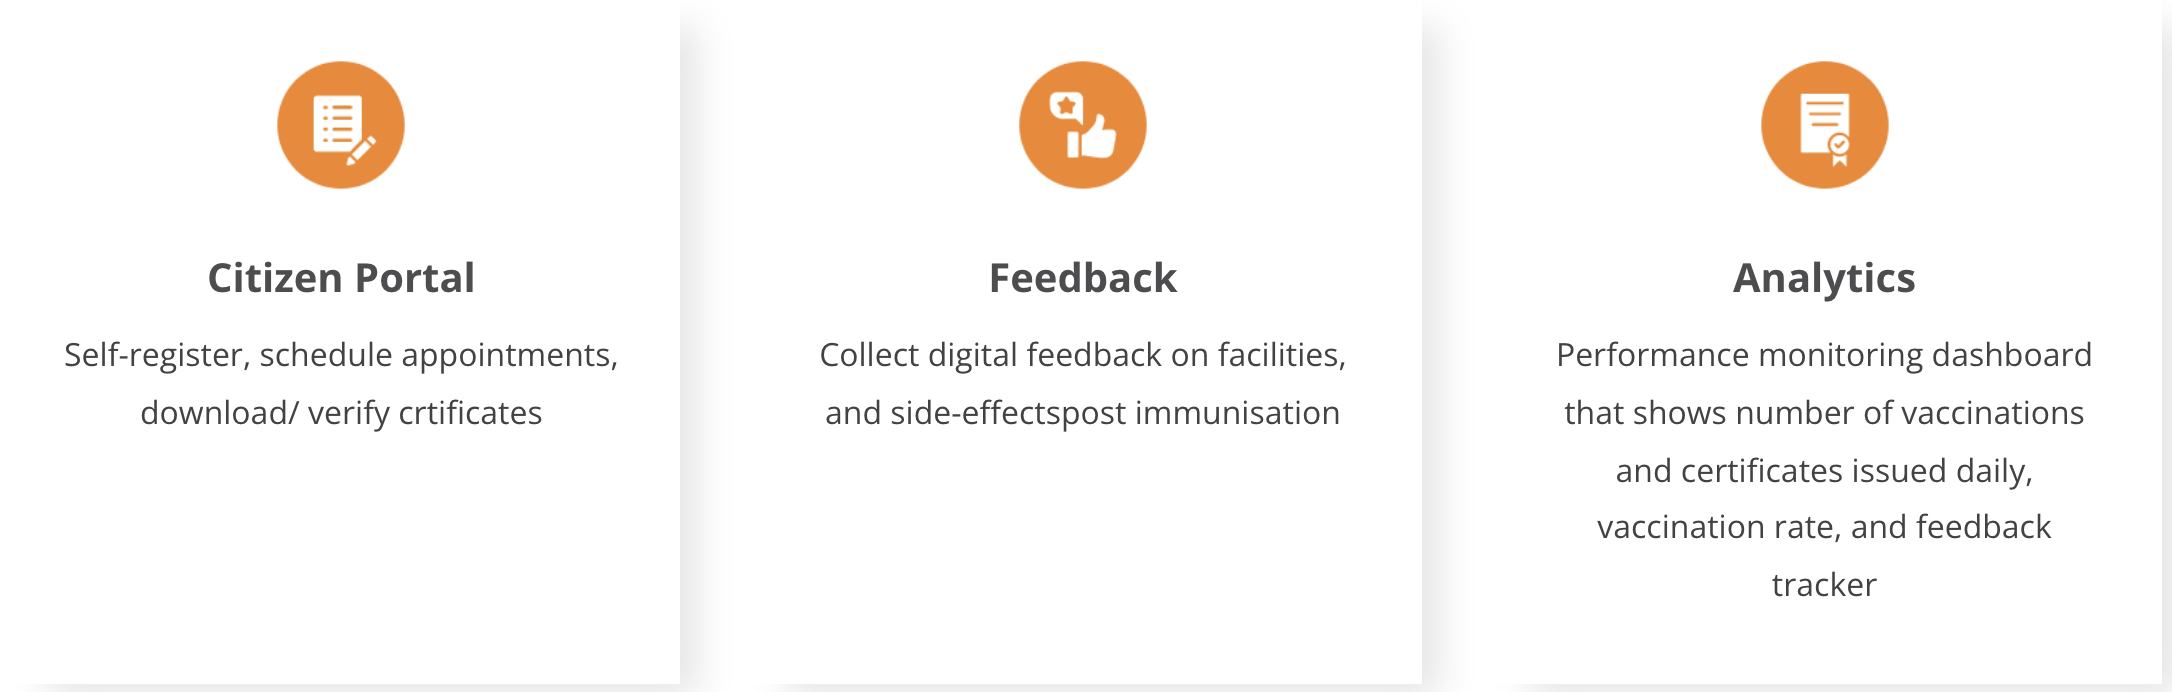 Citizen Portal
Self-register, schedule appointments,
download/ verify crtificates
Feedback
Collect digital feedback on facilities,
and side-effectspost immunisation
Analytics
Performance monitoring dashboard
that shows number of vaccinations
and certificates issued daily,
vaccination rate, and feedback
tracker